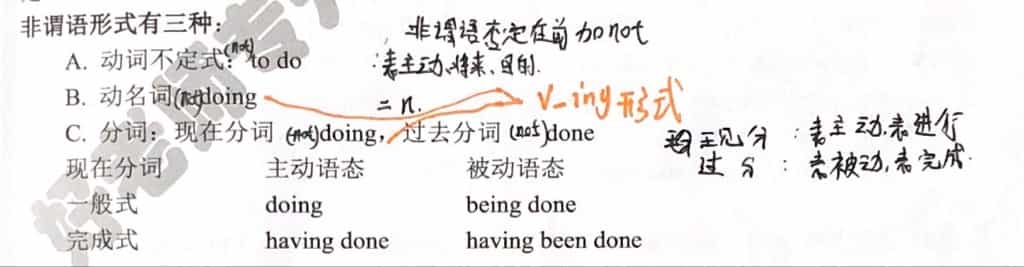 非谓语形式有三种:
非谓语否定在前加not
A. 动词不定式:(not)to do :表主动、将来、目的.
B. 动名词(not)doing =n. V-ing形式
C. 分词:现在分词 (not)doing,过去分词 (not)done
现分:表主动.表进行
过分:表被动,表完成.
现在分词 主动语态 被动语态
一般式 doing being done
完成式 having done having been done
好老师专